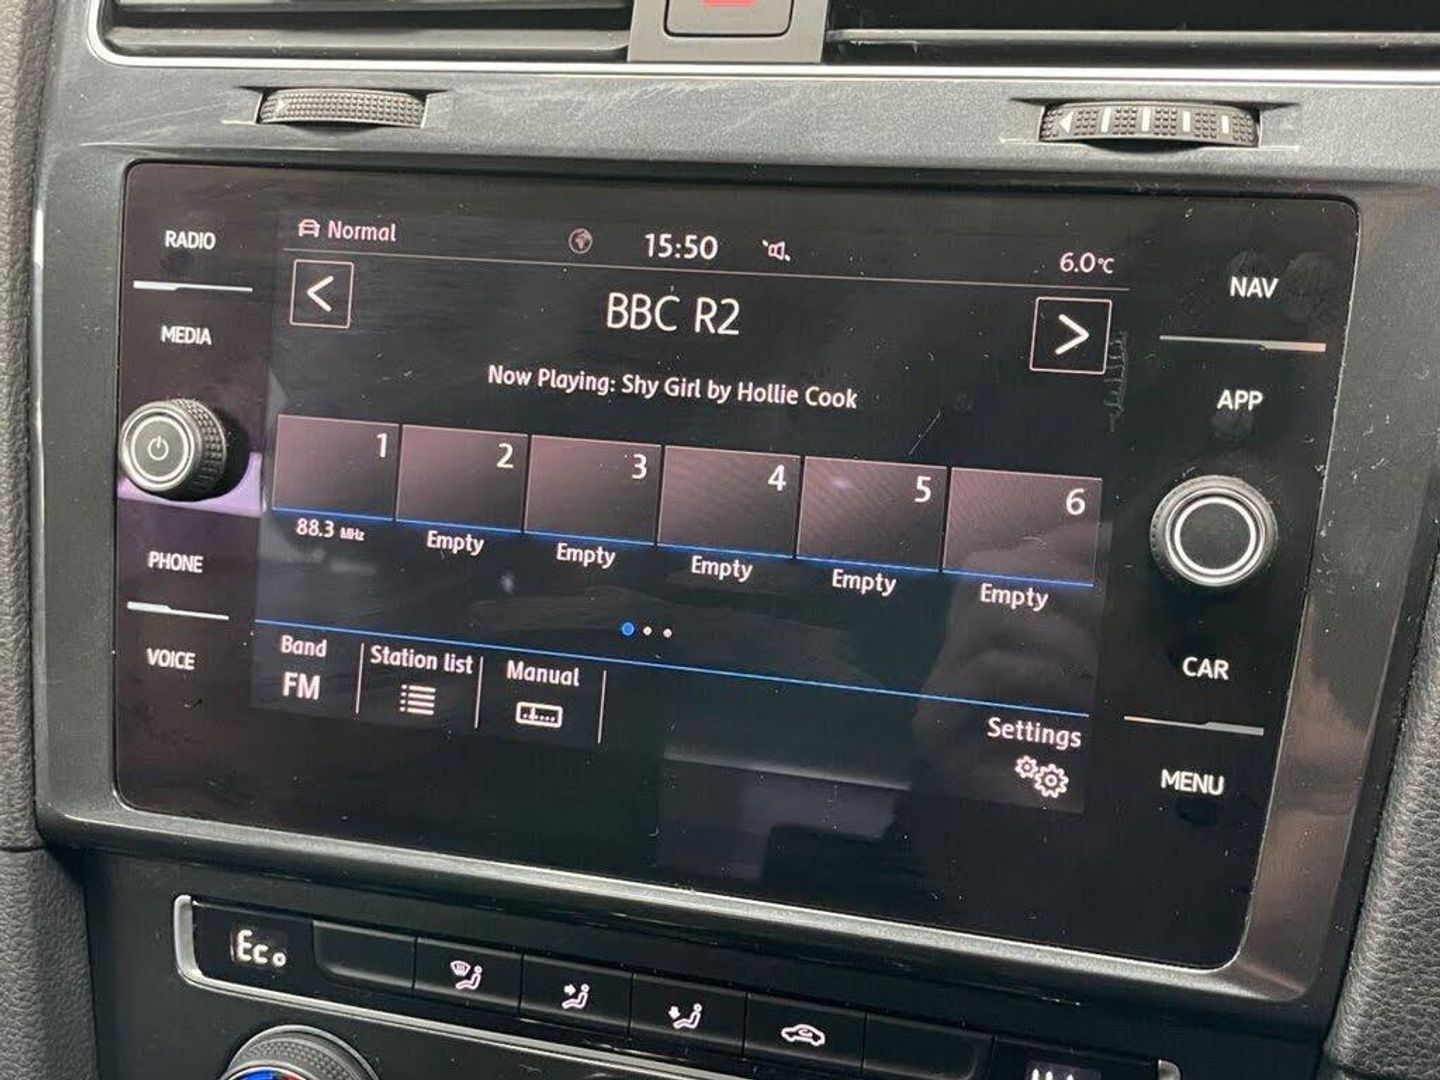 RADIO
MEDIA
PHONE
VOICE
Normal
15:50
6.0°C
BBC R2
Now Playing: Shy Girl by Hollie Cook
1
2
3
4
5
6
88.3 MHz
Empty
Empty
Empty
Empty
Empty
Band
FM
Station list
Manual
Settings
NAV
APP
CAR
MENU
Eco